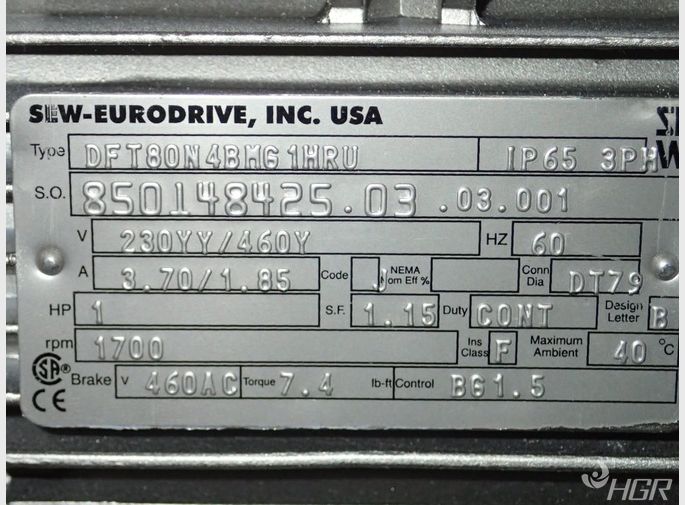 SEW-EURODRIVE, INC. USA
Type DFT80N4BMG1HRU IP65 3PH
S.O. 850148425.03.03.001
V 230YY/460Y HZ 60
A 3.70/1.85 Code J NEMA Nom Eff % Conn Dia DT79
HP 1 S.F. 1.15 Duty CONT Design Letter B
rpm 1700 Ins Class F Maximum Ambient 40 °C
Brake V 460AC Torque 7.4 lb-ft Control BG1.5
SA ®
CE
HGR